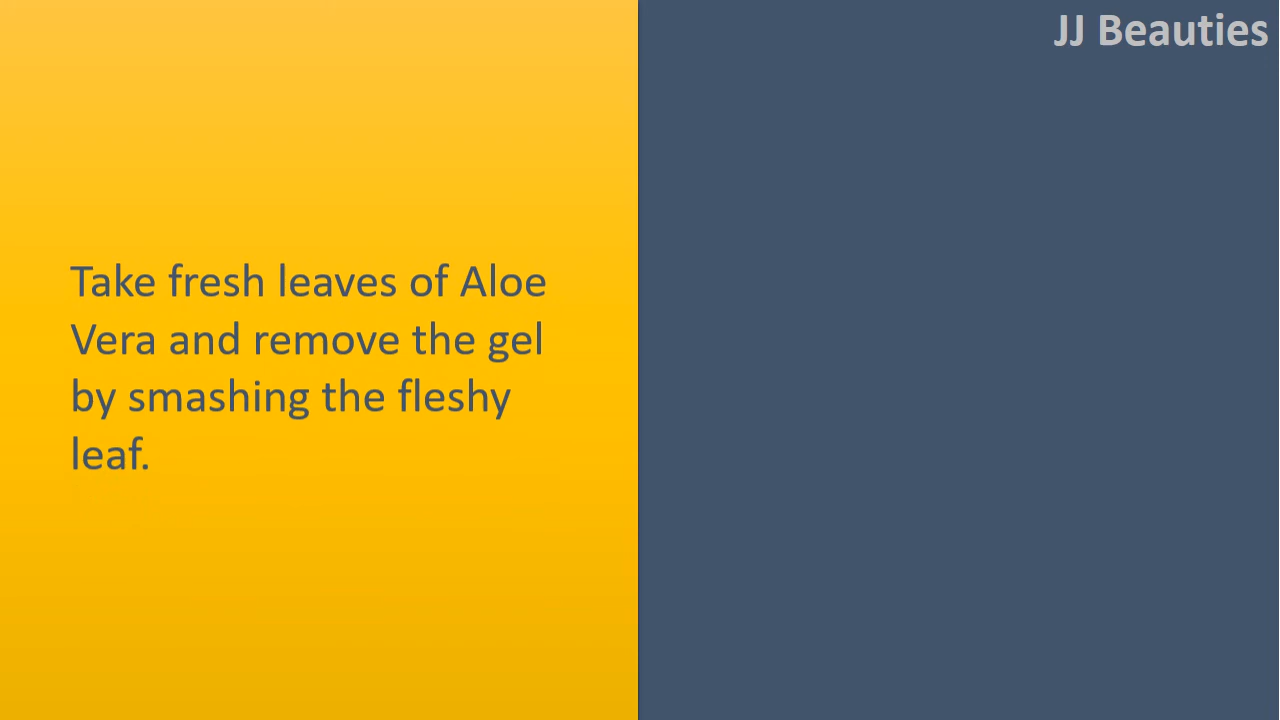 JJ Beauties
Take fresh leaves of Aloe
Vera and remove the gel
by smashing the fleshy
leaf.